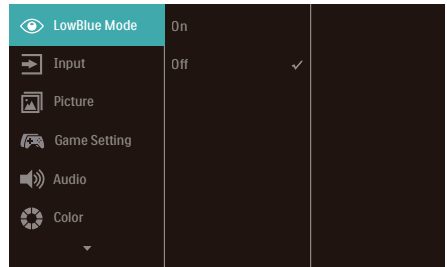 LowBlue Mode
On
Input
Off
Picture
Game Setting
Audio
Color